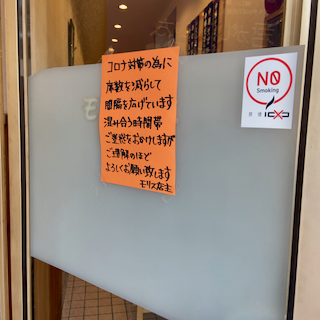 コロナ対策の為に
席数を減らして
間隔を広げています
混み合う時間帯
ご迷惑をおかけしますが
ご理解のほど
よろしくお願い致します
モリス店主
NO
Smoking